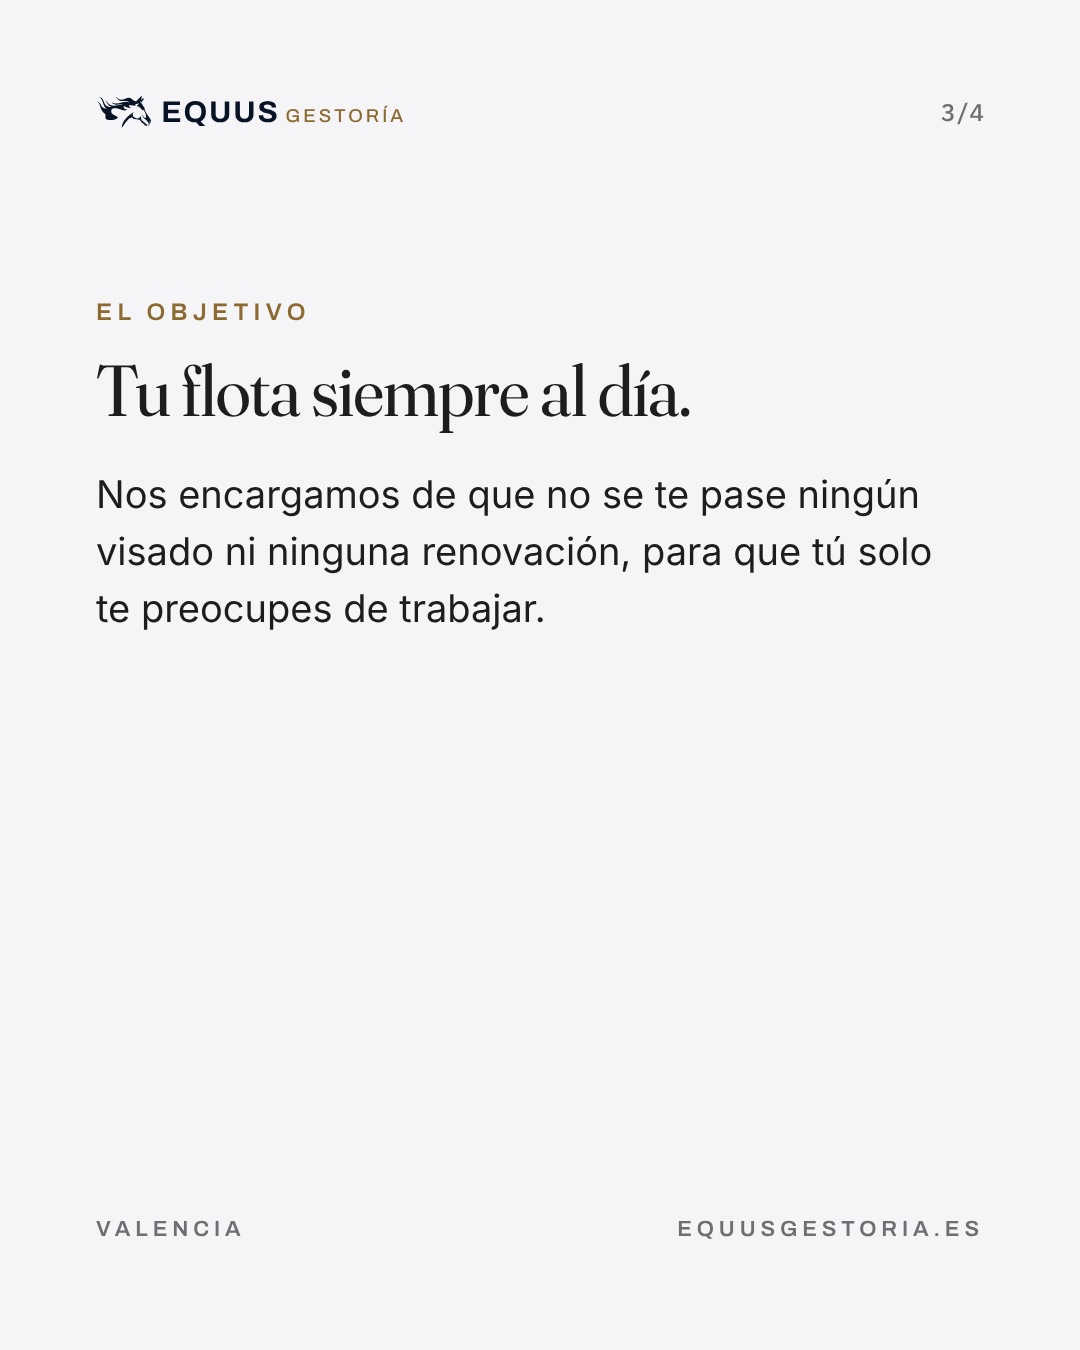 EQUUS GESTORÍA
3/4
EL OBJETIVO
Tu flota siempre al día.
Nos encargamos de que no se te pase ningún
visado ni ninguna renovación, para que tú solo
te preocupes de trabajar.
VALENCIA
EQUUSGESTORIA.ES